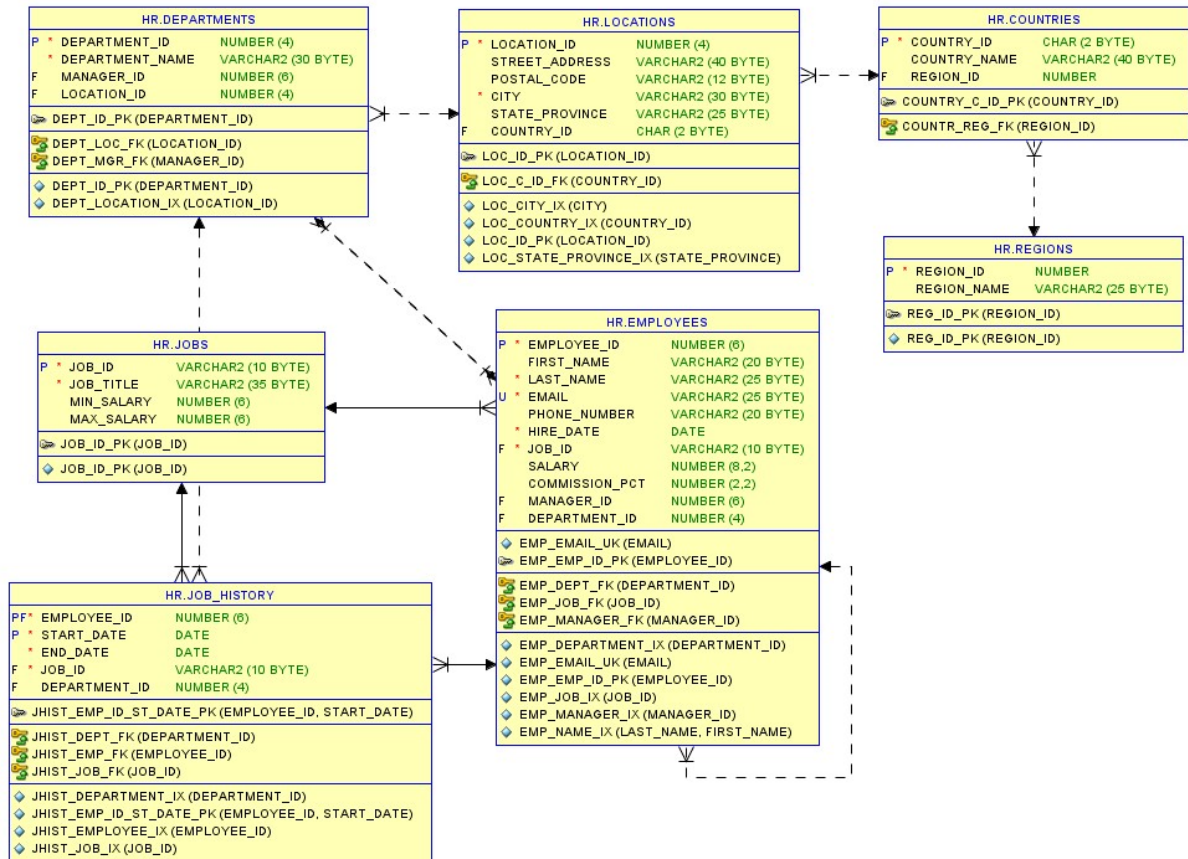 HR.DEPARTMENTS
P * DEPARTMENT_ID NUMBER (4)
* DEPARTMENT_NAME VARCHAR2 (30 BYTE)
F MANAGER_ID NUMBER (6)
F LOCATION_ID NUMBER (4)
DEPT_ID_PK (DEPARTMENT_ID)
DEPT_LOC_FK (LOCATION_ID)
DEPT_MGR_FK (MANAGER_ID)
DEPT_ID_PK (DEPARTMENT_ID)
DEPT_LOCATION_IX (LOCATION_ID)
HR.LOCATIONS
P * LOCATION_ID NUMBER (4)
STREET_ADDRESS VARCHAR2 (40 BYTE)
POSTAL_CODE VARCHAR2 (12 BYTE)
* CITY VARCHAR2 (30 BYTE)
STATE_PROVINCE VARCHAR2 (25 BYTE)
F COUNTRY_ID CHAR (2 BYTE)
LOC_ID_PK (LOCATION_ID)
LOC_C_ID_FK (COUNTRY_ID)
LOC_CITY_IX (CITY)
LOC_COUNTRY_IX (COUNTRY_ID)
LOC_ID_PK (LOCATION_ID)
LOC_STATE_PROVINCE_IX (STATE_PROVINCE)
HR.COUNTRIES
P * COUNTRY_ID CHAR (2 BYTE)
COUNTRY_NAME VARCHAR2 (40 BYTE)
F REGION_ID NUMBER
COUNTRY_C_ID_PK (COUNTRY_ID)
COUNTR_REG_FK (REGION_ID)
HR.REGIONS
P * REGION_ID NUMBER
REGION_NAME VARCHAR2 (25 BYTE)
REG_ID_PK (REGION_ID)
REG_ID_PK (REGION_ID)
HR.JOBS
P * JOB_ID VARCHAR2 (10 BYTE)
* JOB_TITLE VARCHAR2 (35 BYTE)
MIN_SALARY NUMBER (6)
MAX_SALARY NUMBER (6)
JOB_ID_PK (JOB_ID)
JOB_ID_PK (JOB_ID)
HR.EMPLOYEES
P * EMPLOYEE_ID NUMBER (6)
FIRST_NAME VARCHAR2 (20 BYTE)
* LAST_NAME VARCHAR2 (25 BYTE)
U * EMAIL VARCHAR2 (25 BYTE)
PHONE_NUMBER VARCHAR2 (20 BYTE)
* HIRE_DATE DATE
F * JOB_ID VARCHAR2 (10 BYTE)
SALARY NUMBER (8,2)
COMMISSION_PCT NUMBER (2,2)
F MANAGER_ID NUMBER (6)
F DEPARTMENT_ID NUMBER (4)
EMP_EMAIL_UK (EMAIL)
EMP_EMP_ID_PK (EMPLOYEE_ID)
EMP_DEPT_FK (DEPARTMENT_ID)
EMP_JOB_FK (JOB_ID)
EMP_MANAGER_FK (MANAGER_ID)
EMP_DEPARTMENT_IX (DEPARTMENT_ID)
EMP_EMAIL_UK (EMAIL)
EMP_EMP_ID_PK (EMPLOYEE_ID)
EMP_JOB_IX (JOB_ID)
EMP_MANAGER_IX (MANAGER_ID)
EMP_NAME_IX (LAST_NAME, FIRST_NAME)
HR.JOB_HISTORY
PF* EMPLOYEE_ID NUMBER (6)
P * START_DATE DATE
* END_DATE DATE
F * JOB_ID VARCHAR2 (10 BYTE)
F DEPARTMENT_ID NUMBER (4)
JHIST_EMP_ID_ST_DATE_PK (EMPLOYEE_ID, START_DATE)
JHIST_DEPT_FK (DEPARTMENT_ID)
JHIST_EMP_FK (EMPLOYEE_ID)
JHIST_JOB_FK (JOB_ID)
JHIST_DEPARTMENT_IX (DEPARTMENT_ID)
JHIST_EMP_ID_ST_DATE_PK (EMPLOYEE_ID, START_DATE)
JHIST_EMPLOYEE_IX (EMPLOYEE_ID)
JHIST_JOB_IX (JOB_ID)